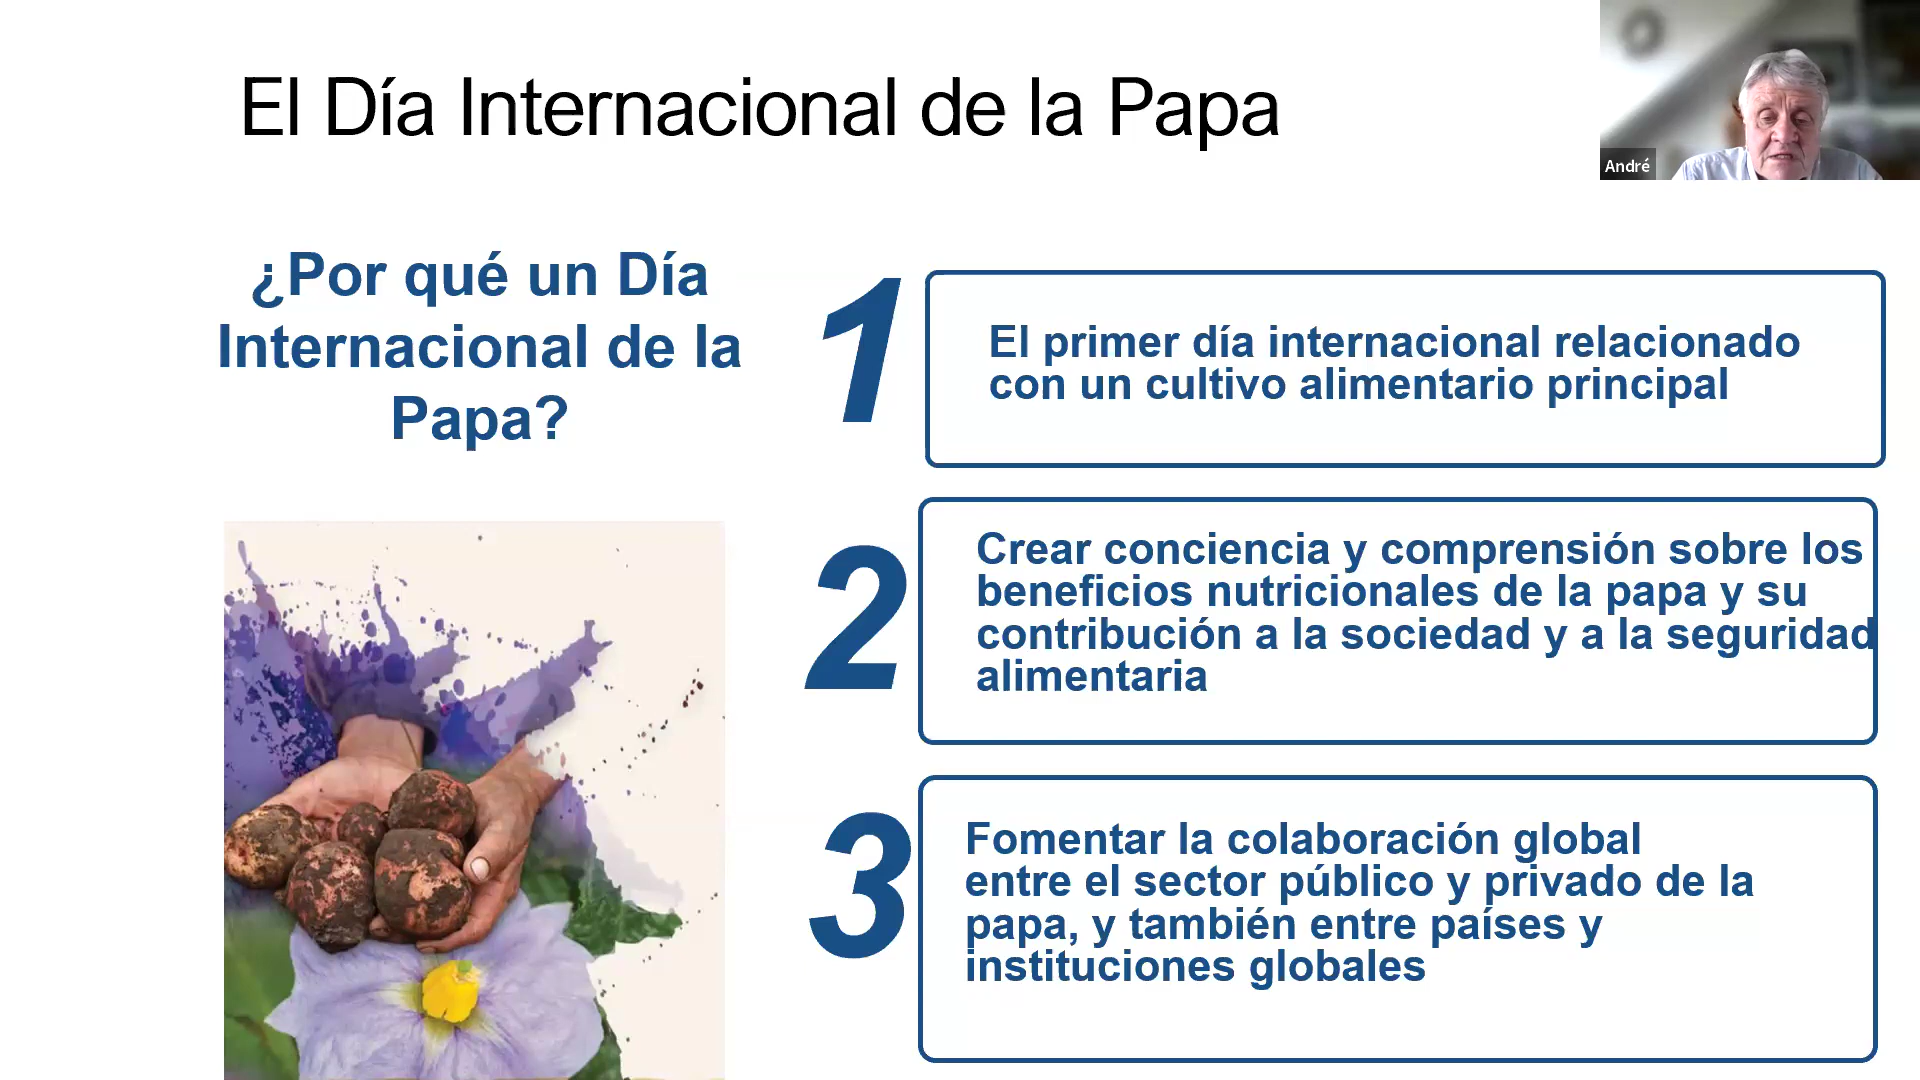 El Día Internacional de la Papa
André
¿Por qué un Día
Internacional de la
Papa?
1
El primer día internacional relacionado
con un cultivo alimentario principal
2
Crear conciencia y comprensión sobre los
beneficios nutricionales de la papa y su
contribución a la sociedad y a la seguridad
alimentaria
3
Fomentar la colaboración global
entre el sector público y privado de la
papa, y también entre países y
instituciones globales